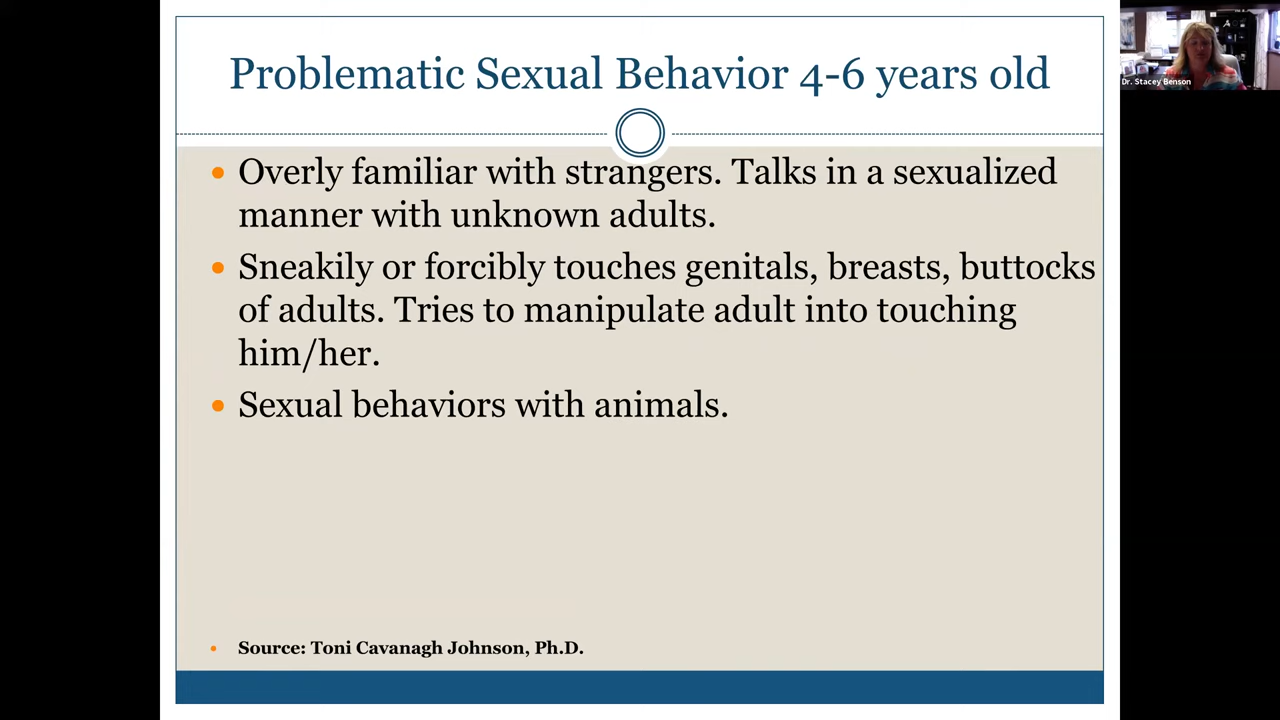 Problematic Sexual Behavior 4-6 years old
Dr. Stacey Benson
• Overly familiar with strangers. Talks in a sexualized
manner with unknown adults.
• Sneakily or forcibly touches genitals, breasts, buttocks
of adults. Tries to manipulate adult into touching
him/her.
• Sexual behaviors with animals.
• Source: Toni Cavanagh Johnson, Ph.D.